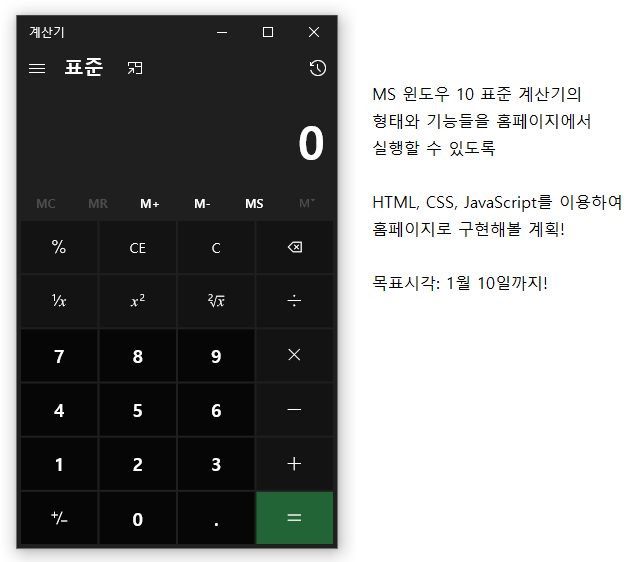 계산기
표준
0
MC MR M+ M- MS M˅
% CE C
¹⁄x x² ²√x ÷
7 8 9 ×
4 5 6 −
1 2 3 +
+/− 0 . =
MS 윈도우 10 표준 계산기의
형태와 기능들을 홈페이지에서
실행할 수 있도록
HTML, CSS, JavaScript를 이용하여
홈페이지로 구현해볼 계획!
목표시각: 1월 10일까지!